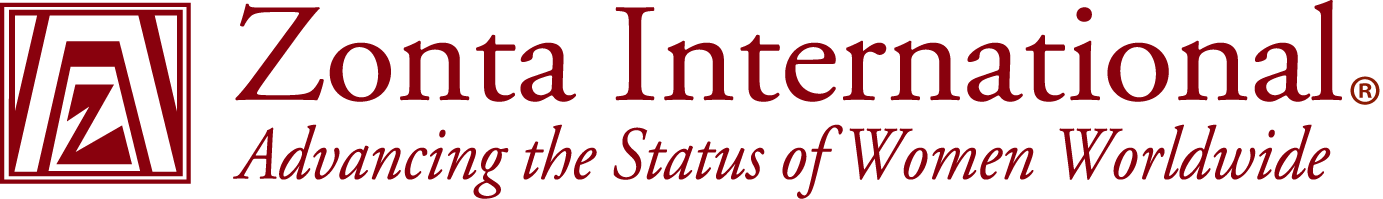 Zonta International®
Advancing the Status of Women Worldwide